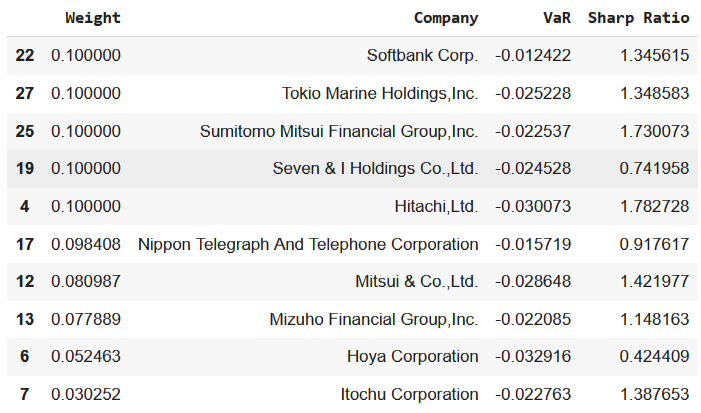 Weight Company VaR Sharp Ratio
22 0.100000 Softbank Corp. -0.012422 1.345615
27 0.100000 Tokio Marine Holdings,Inc. -0.025228 1.348583
25 0.100000 Sumitomo Mitsui Financial Group,Inc. -0.022537 1.730073
19 0.100000 Seven & I Holdings Co.,Ltd. -0.024528 0.741958
4 0.100000 Hitachi,Ltd. -0.030073 1.782728
17 0.098408 Nippon Telegraph And Telephone Corporation -0.015719 0.917617
12 0.080987 Mitsui & Co.,Ltd. -0.028648 1.421977
13 0.077889 Mizuho Financial Group,Inc. -0.022085 1.148163
6 0.052463 Hoya Corporation -0.032916 0.424409
7 0.030252 Itochu Corporation -0.022763 1.387653